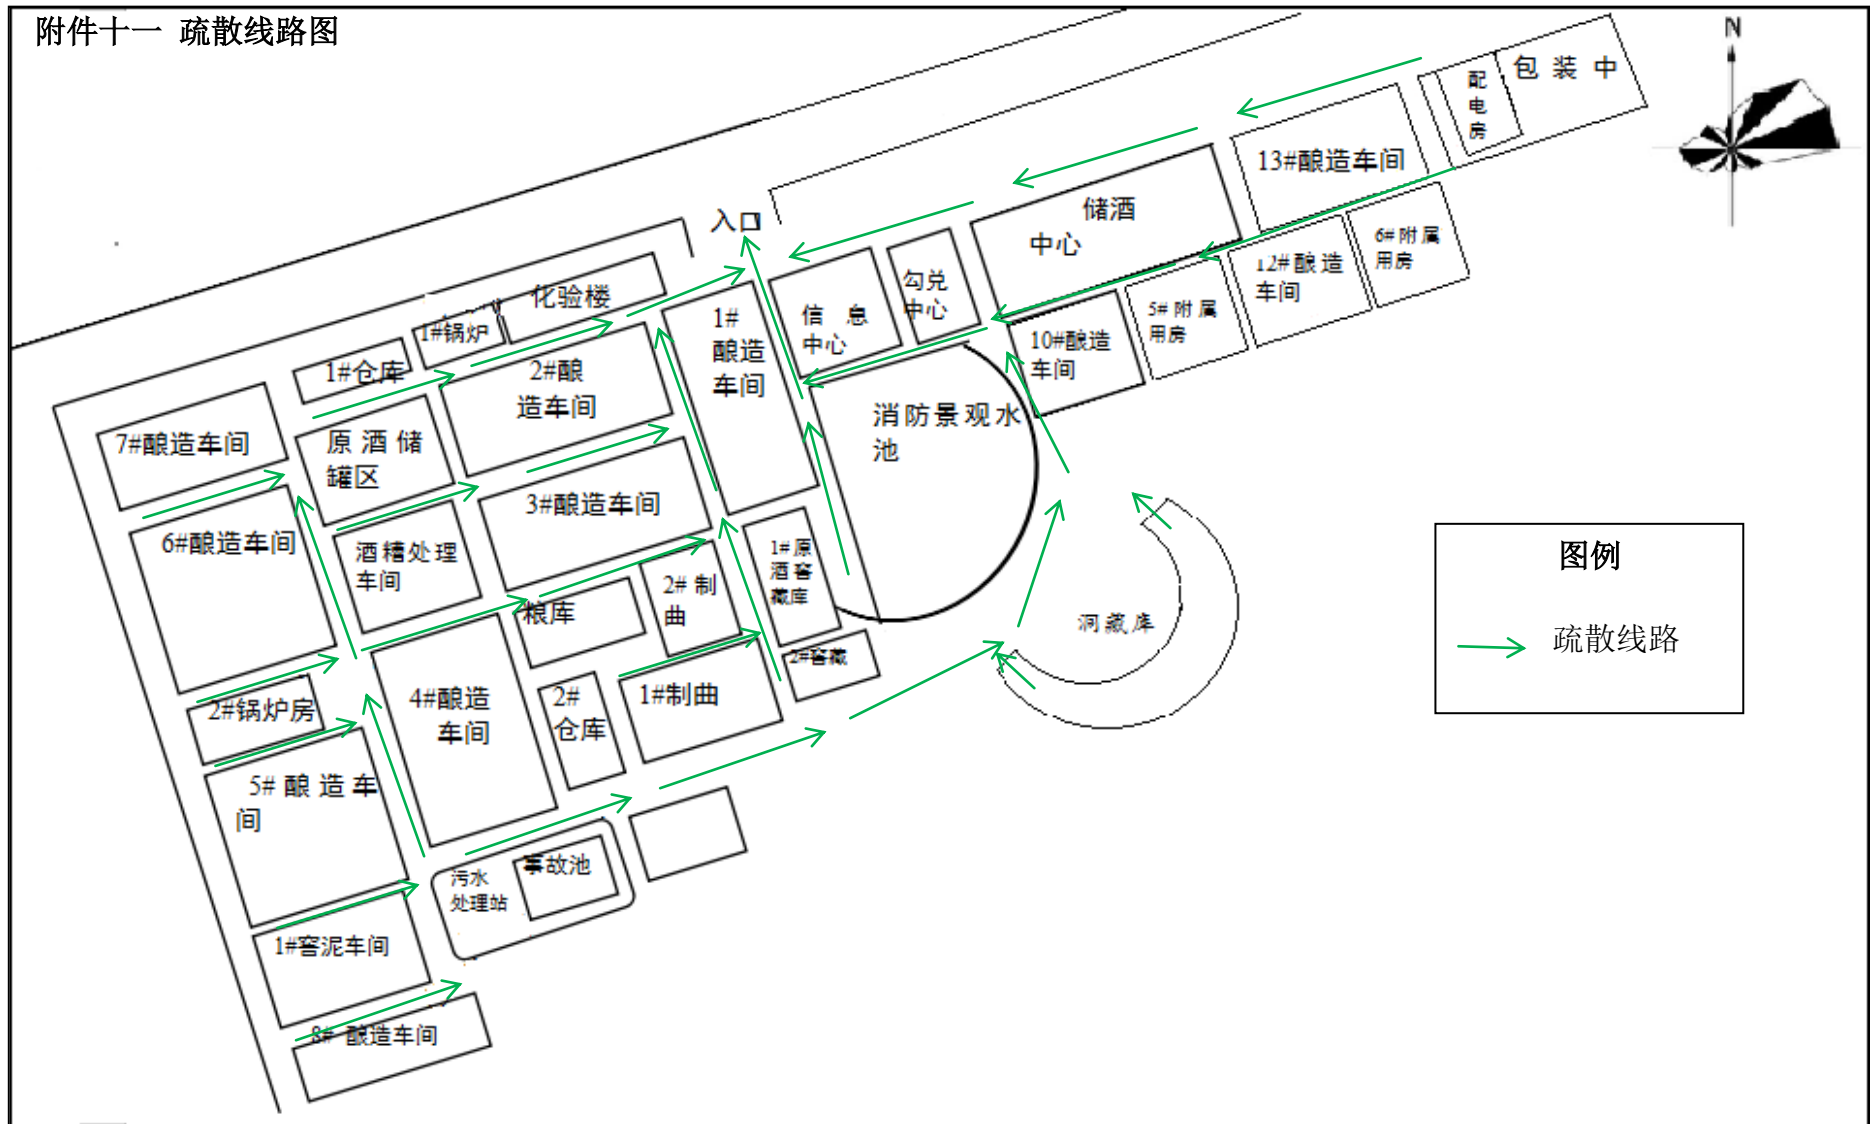 附件十一 疏散线路图
N
包 装 中
配
电
房
13#酿造车间
储酒
中心
入口
6#附属
用房
12#酿造
车间
5#附属
用房
10#酿造
车间
勾兑
中心
信 息
中心
化验楼
1#锅炉
1#
酿造
车间
1#仓库
2#酿
造车间
消防景观水
池
7#酿造车间
原酒储
罐区
3#酿造车间
6#酿造车间
酒糟处理
车间
1#原
酒窖
藏库
2#制
曲
粮库
洞藏库
2#窖藏
图例
疏散线路
2#锅炉房
4#酿造
车间
2#
仓库
1#制曲
5#酿造车
间
事故池
污水
处理站
1#窖泥车间
8# 酿造车间